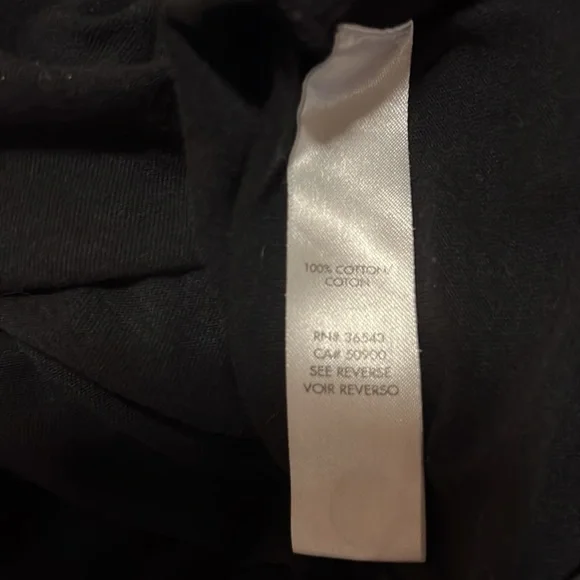 100% COTTON/
COTON
RN# 36543
CA# 50900
SEE REVERSE
VOIR REVERSO